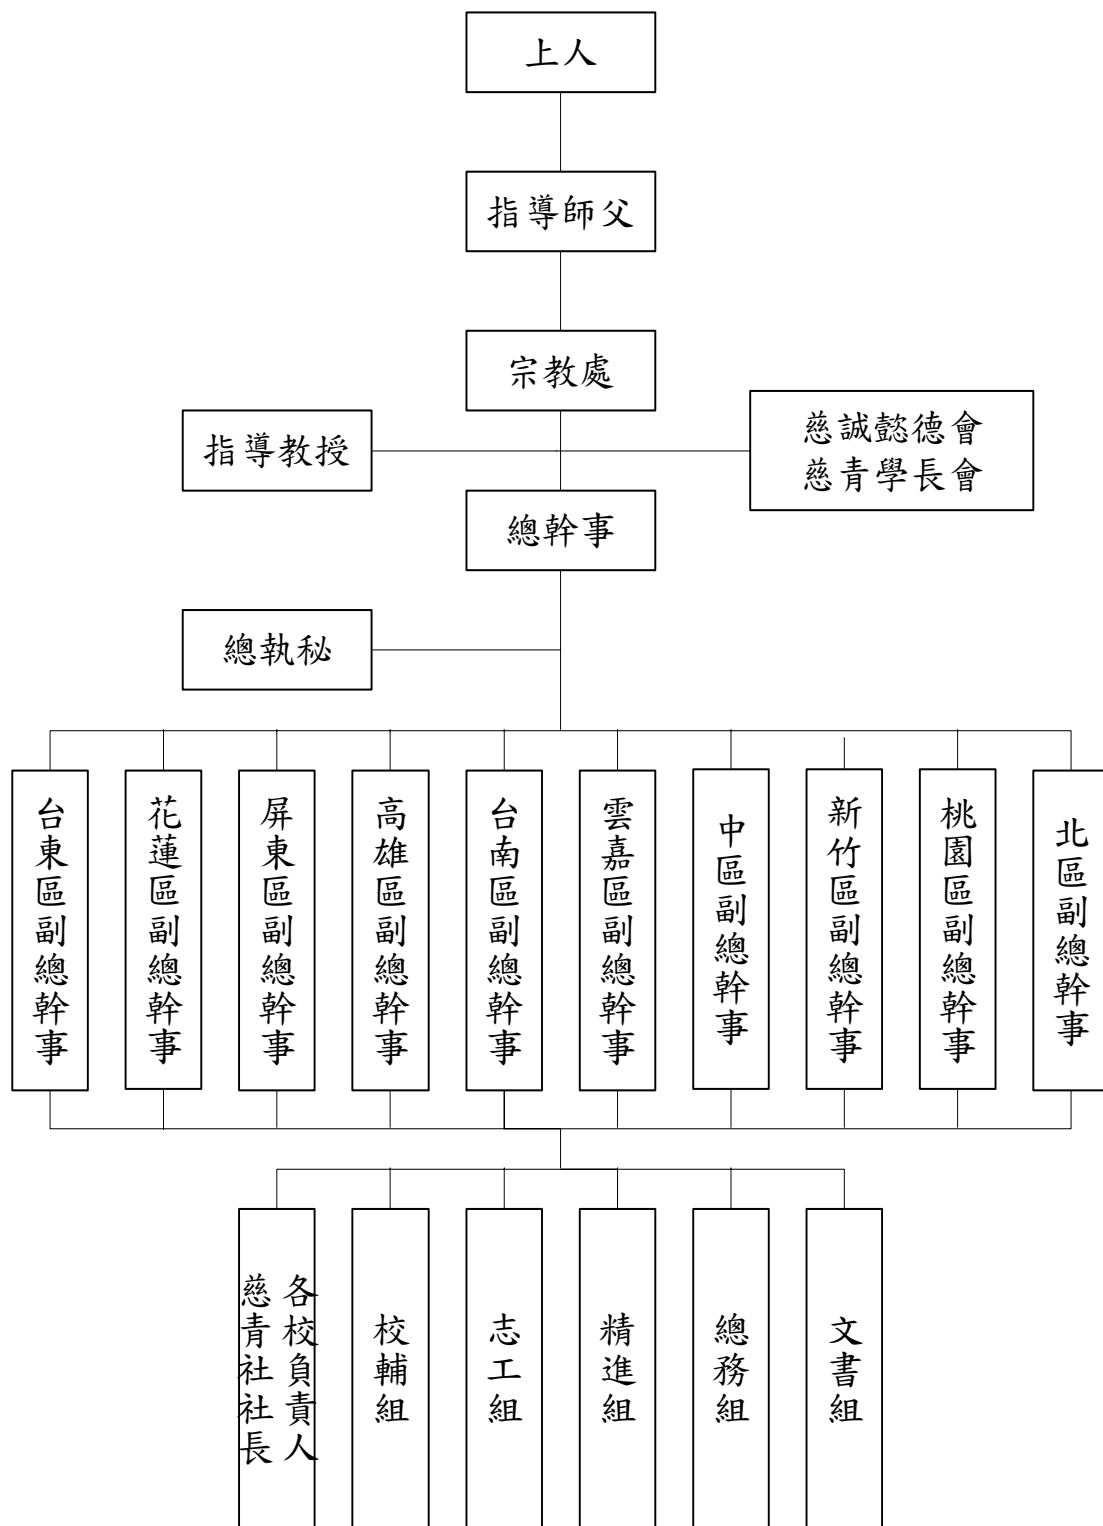 上人
指導師父
宗教處
指導教授
慈誠懿德會
慈青學長會
總幹事
總執秘
台東區副總幹事
花蓮區副總幹事
屏東區副總幹事
高雄區副總幹事
台南區副總幹事
雲嘉區副總幹事
中區副總幹事
新竹區副總幹事
桃園區副總幹事
北區副總幹事
各校負責人
慈青社社長
校輔組
志工組
精進組
總務組
文書組